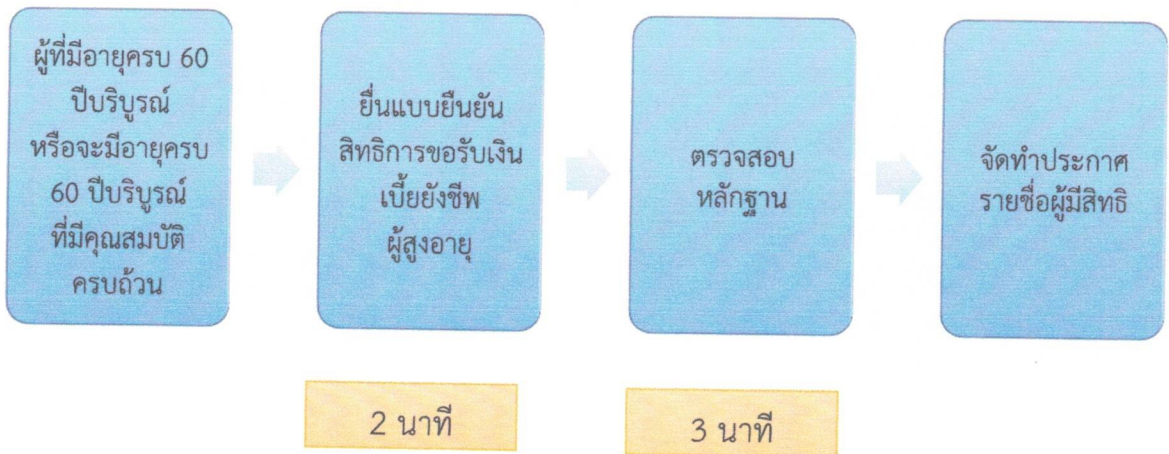 ผู้ที่มีอายุครบ 60
ปีบริบูรณ์
หรือจะมีอายุครบ
60 ปีบริบูรณ์
ที่มีคุณสมบัติ
ครบถ้วน
ยื่นแบบยืนยัน
สิทธิการขอรับเงิน
เบี้ยยังชีพ
ผู้สูงอายุ
ตรวจสอบ
หลักฐาน
จัดทำประกาศ
รายชื่อผู้มีสิทธิ
2 นาที
3 นาที